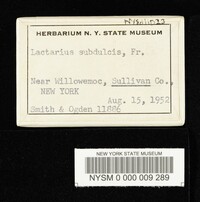 HERBARIUM N. Y. STATE MUSEUM
Lactarius subdulcis, Fr.
Near Willowemoc, Sullivan Co.,
NEW YORK
Aug. 15, 1952
Smith & Ogden 11886
NEW YORK STATE MUSEUM
NYSM 0 000 009 289